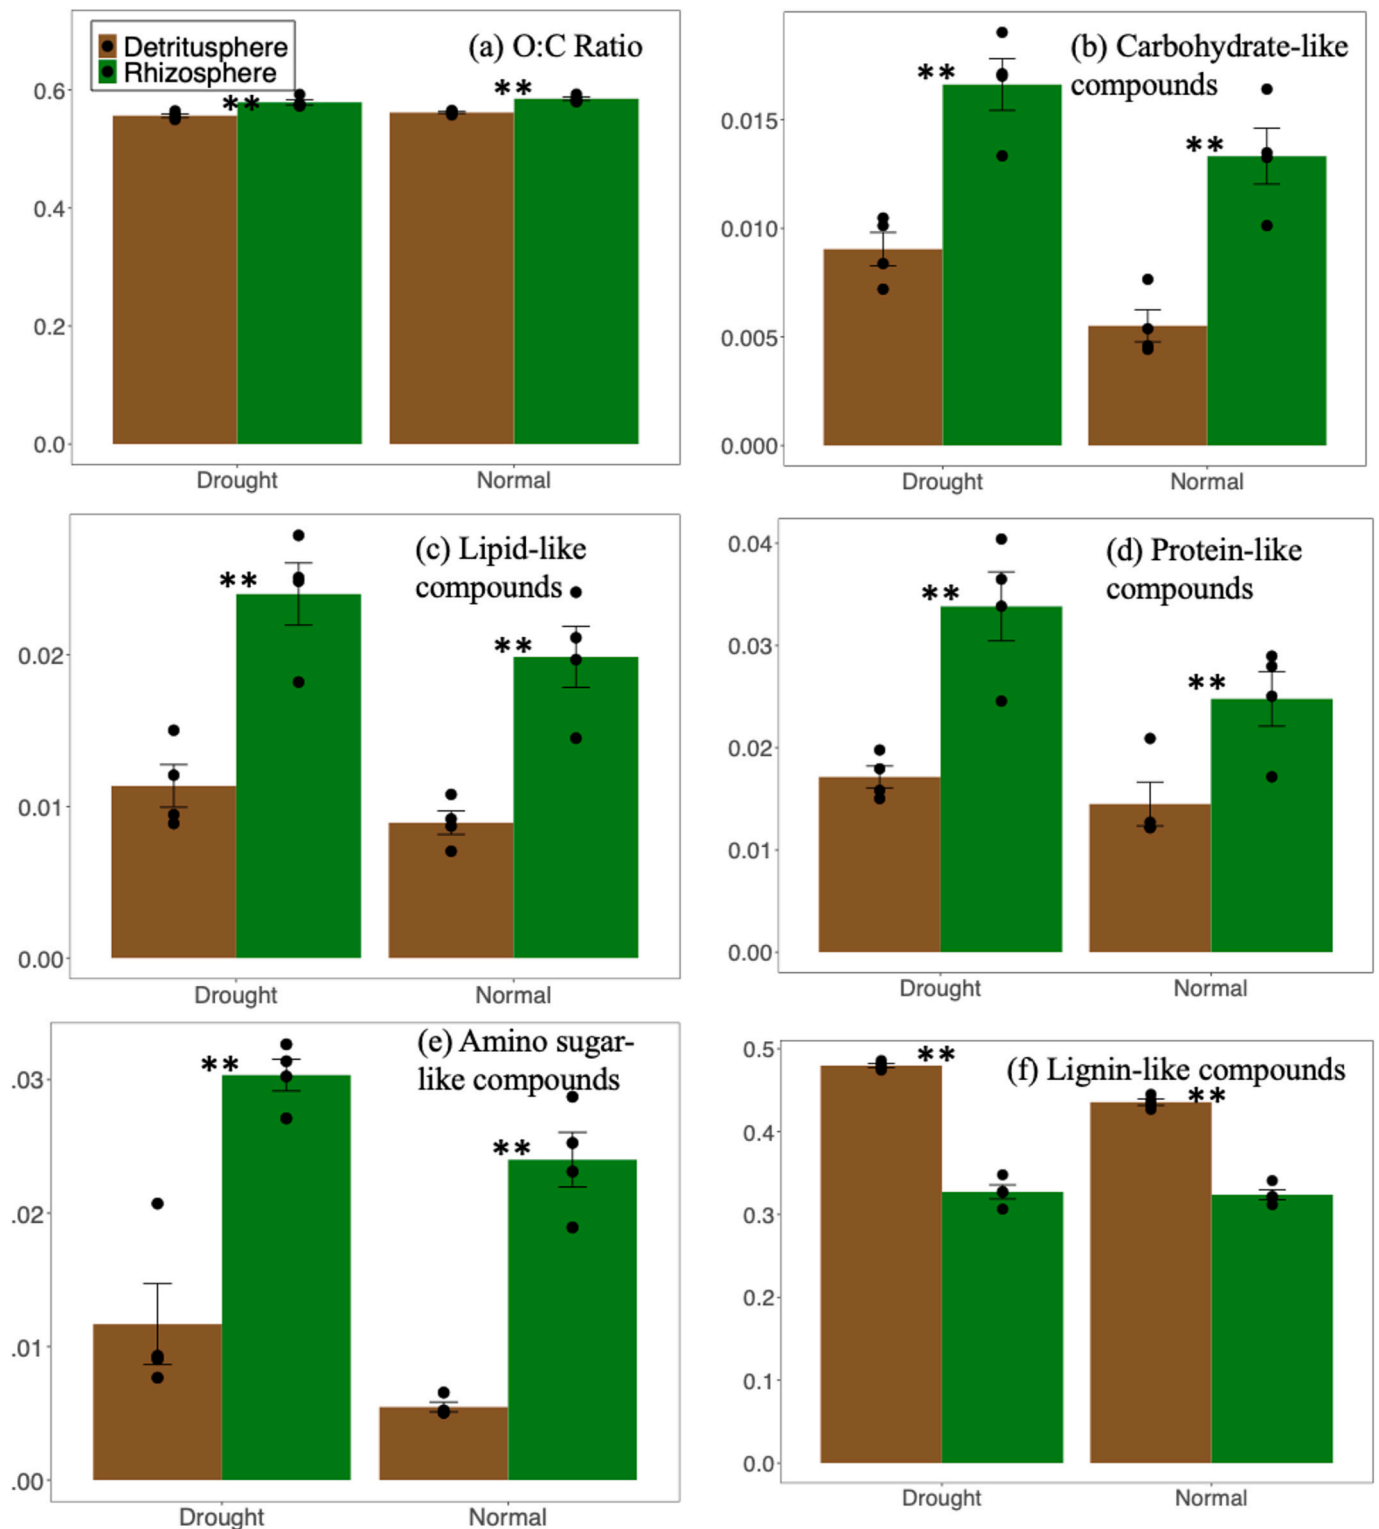 Detritusphere
Rhizosphere
(a) O:C Ratio
0.6
0.4
0.2
0.0
**
**
Drought
Normal
(b) Carbohydrate-like
compounds
0.015
0.010
0.005
0.000
**
**
Drought
Normal
(c) Lipid-like
compounds
0.02
0.01
0.00
**
**
Drought
Normal
(d) Protein-like
compounds
0.04
0.03
0.02
0.01
0.00
**
**
Drought
Normal
(e) Amino sugar-
like compounds
.03
.02
.01
.00
**
**
Drought
Normal
(f) Lignin-like compounds
0.5
0.4
0.3
0.2
0.1
0.0
**
**
Drought
Normal